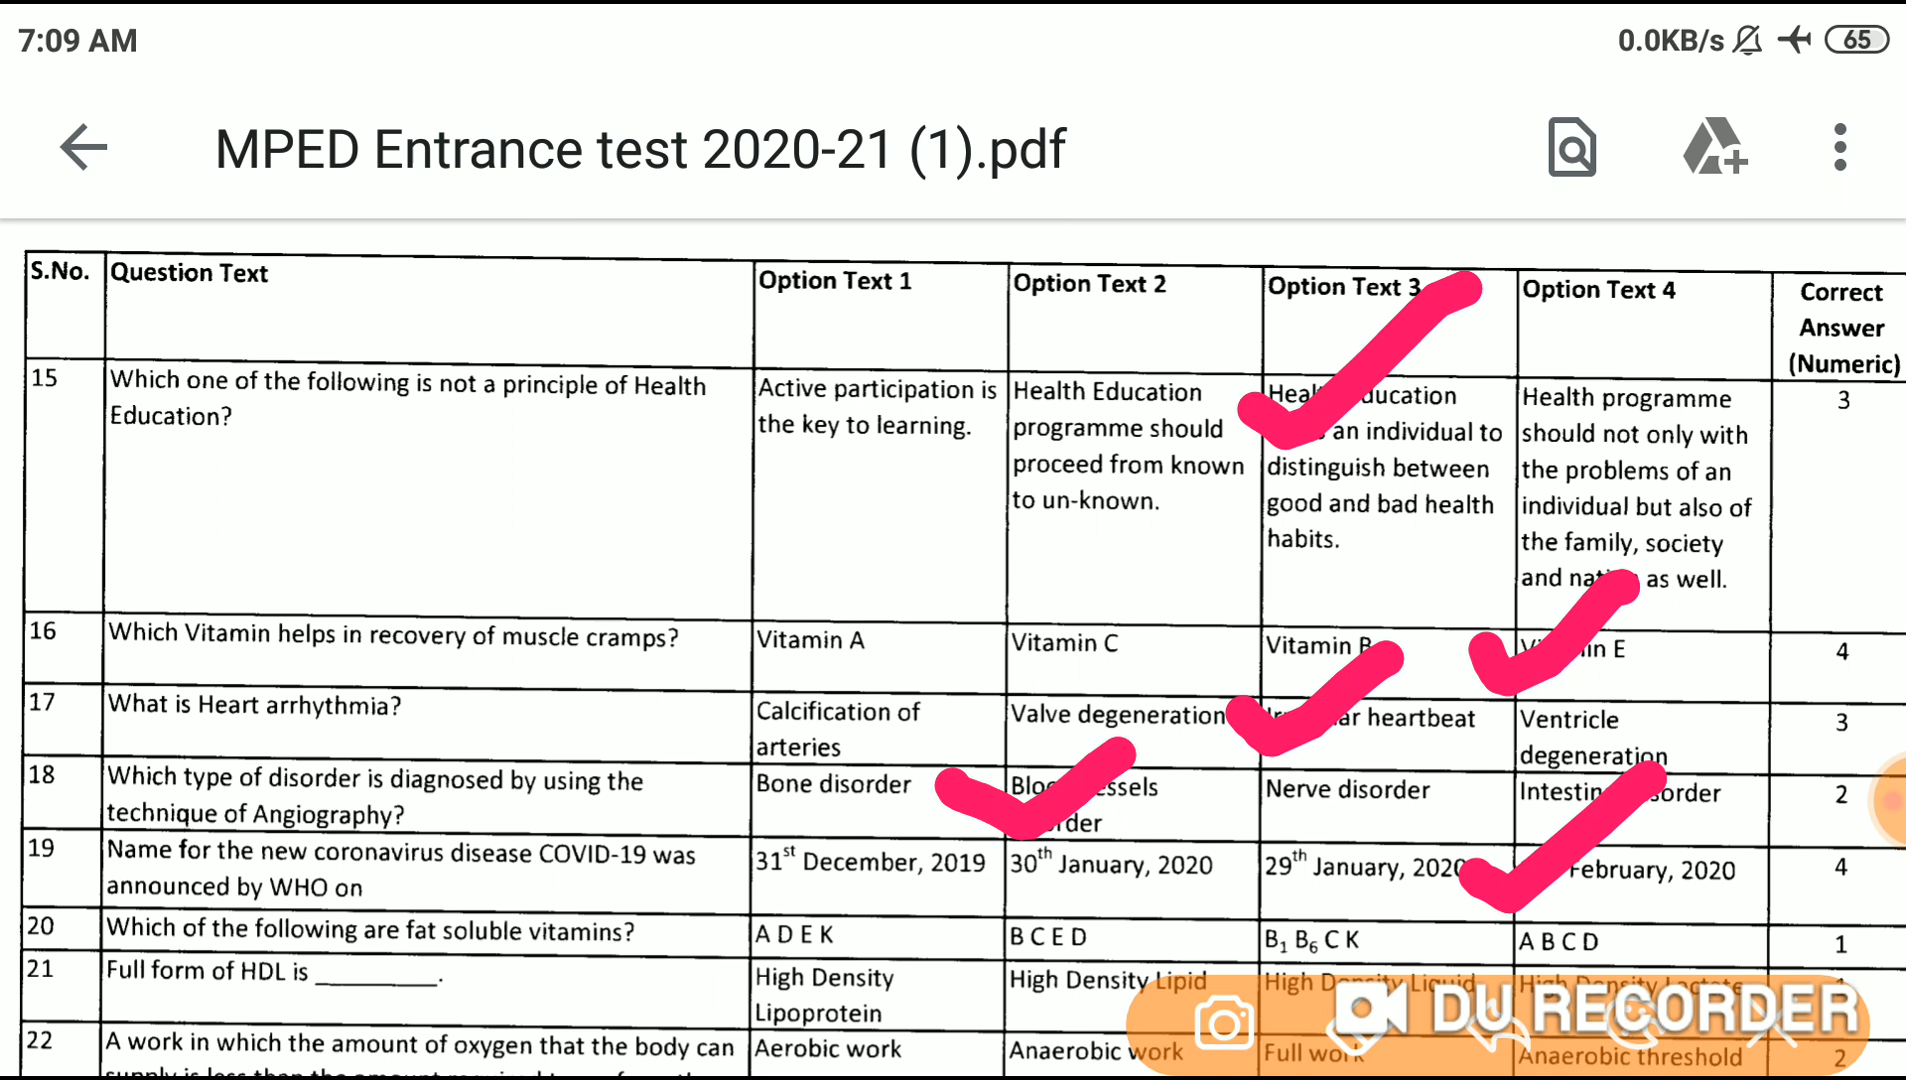 7:09 AM
0.0KB/s 65
MPED Entrance test 2020-21 (1).pdf
S.No. Question Text Option Text 1 Option Text 2 Option Text 3 Option Text 4 Correct
Answer
(Numeric)
15 Which one of the following is not a principle of Health
Education?
Active participation is
the key to learning.
Health Education
programme should
proceed from known
to un-known.
an individual to
distinguish between
good and bad health
habits.
Health programme
should not only with
the problems of an
individual but also of
the family, society
and as well.
3
16 Which Vitamin helps in recovery of muscle cramps? Vitamin A Vitamin C Vitamin E 4
17 What is Heart arrhythmia?
Calcification of
arteries
Valve degeneration
heartbeat
Ventricle
degeneration
3
18 Which type of disorder is diagnosed by using the
technique of Angiography?
Bone disorder
Nerve disorder
2
19 Name for the new coronavirus disease COVID-19 was
announced by WHO on
31st December, 2019 30th January, 2020 29th January, 2020 February, 2020 4
20 Which of the following are fat soluble vitamins? A D E K B C E D B1 B6 C K A B C D 1
21 Full form of HDL is ________.
High Density
Lipoprotein
High Density Lipid
High Density Liquid
High Density
DU RECORDER
22 A work in which the amount of oxygen that the body can
Aerobic work Anaerobic work Full work Anaerobic threshold 2